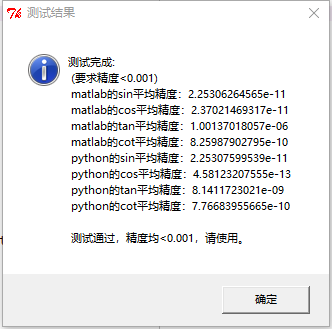 测试结果
测试完成:
(要求精度<0.001)
matlab的sin平均精度：2.25306264565e-11
matlab的cos平均精度：2.37021469317e-11
matlab的tan平均精度：1.00137018057e-06
matlab的cot平均精度：8.25987902795e-10
python的sin平均精度：2.25307599539e-11
python的cos平均精度：4.58123207555e-13
python的tan平均精度：8.1411723021e-09
python的cot平均精度：7.76683955665e-10
测试通过，精度均<0.001，请使用。
确定